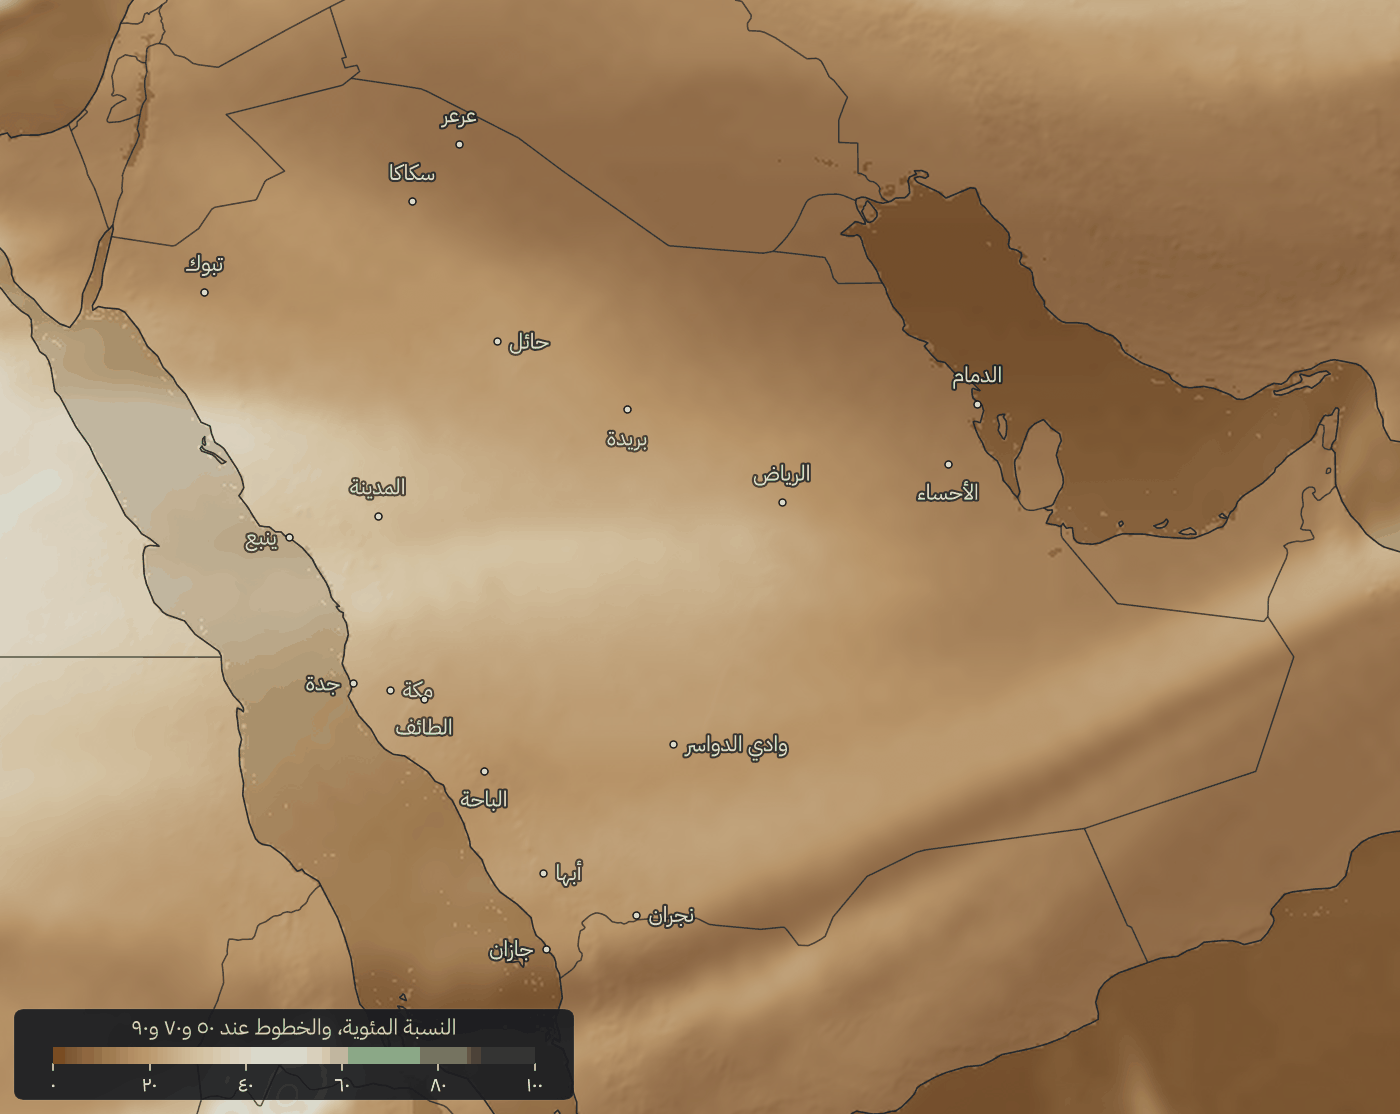 عرعر
سكاكا
تبوك
حائل
الدمام
بريدة
الرياض
الأحساء
المدينة
ينبع
جدة
مكة
الطائف
وادي الدواسر
الباحة
أبها
نجران
جازان
النسبة المئوية، والخطوط عند ٥٠ و٧٠ و٩٠
٠ ٢٠ ٤٠ ٦٠ ٨٠ ١٠٠